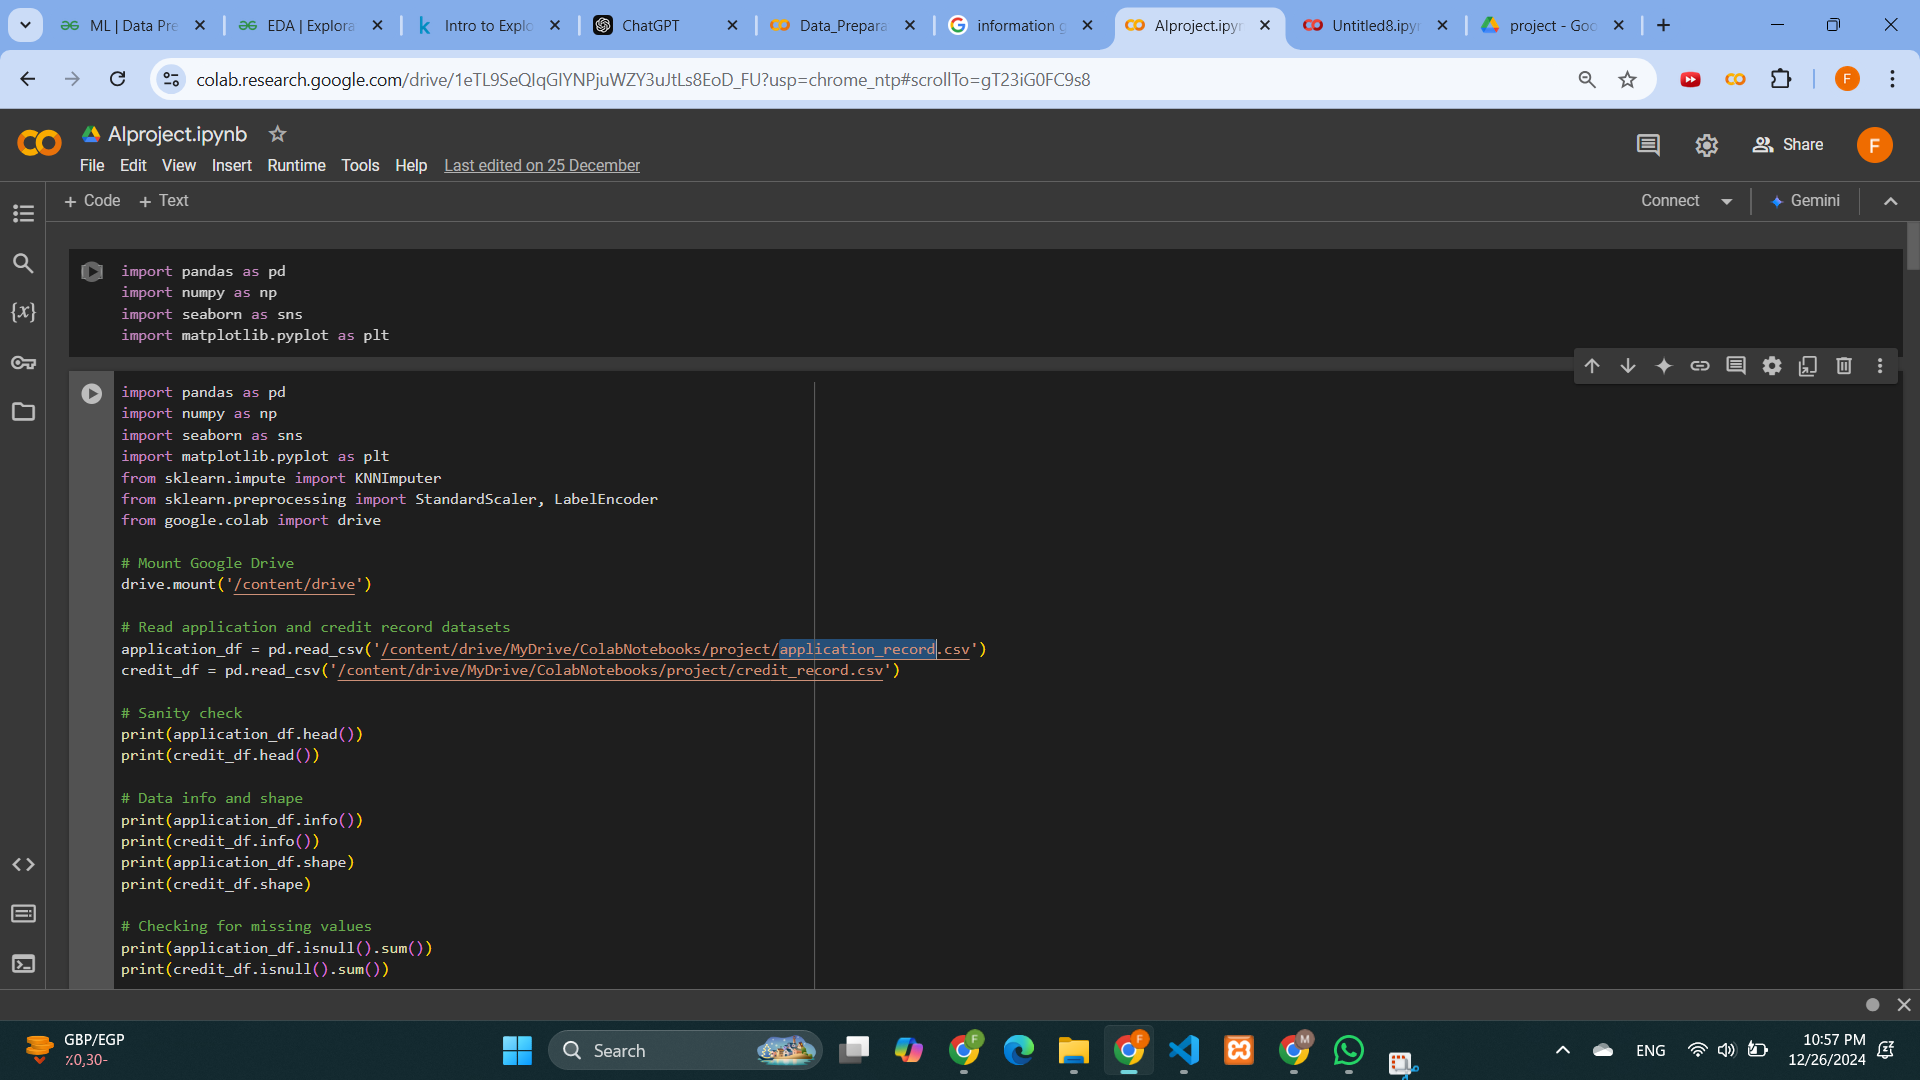 ML | Data Pre
EDA | Explora
Intro to Explo
ChatGPT
Data_Prepara
information g
AIproject.ipyn
Untitled8.ipyn
project - Goo
colab.research.google.com/drive/1eTL9SeQIqGIYNPjuWZY3uJtLs8EoD_FU?usp=chrome_ntp#scrollTo=gT23iG0FC9s8
F
AIproject.ipynb
File Edit View Insert Runtime Tools Help Last edited on 25 December
Share
F
+ Code + Text
Connect
Gemini
{x}
import pandas as pd
import numpy as np
import seaborn as sns
import matplotlib.pyplot as plt
import pandas as pd
import numpy as np
import seaborn as sns
import matplotlib.pyplot as plt
from sklearn.impute import KNNImputer
from sklearn.preprocessing import StandardScaler, LabelEncoder
from google.colab import drive
# Mount Google Drive
drive.mount('/content/drive')
# Read application and credit record datasets
application_df = pd.read_csv('/content/drive/MyDrive/ColabNotebooks/project/application_record.csv')
credit_df = pd.read_csv('/content/drive/MyDrive/ColabNotebooks/project/credit_record.csv')
# Sanity check
print(application_df.head())
print(credit_df.head())
# Data info and shape
print(application_df.info())
print(credit_df.info())
print(application_df.shape)
print(credit_df.shape)
# Checking for missing values
print(application_df.isnull().sum())
print(credit_df.isnull().sum())
GBP/EGP
٪0,30-
Search
F
F
M
ENG
10:57 PM
12/26/2024